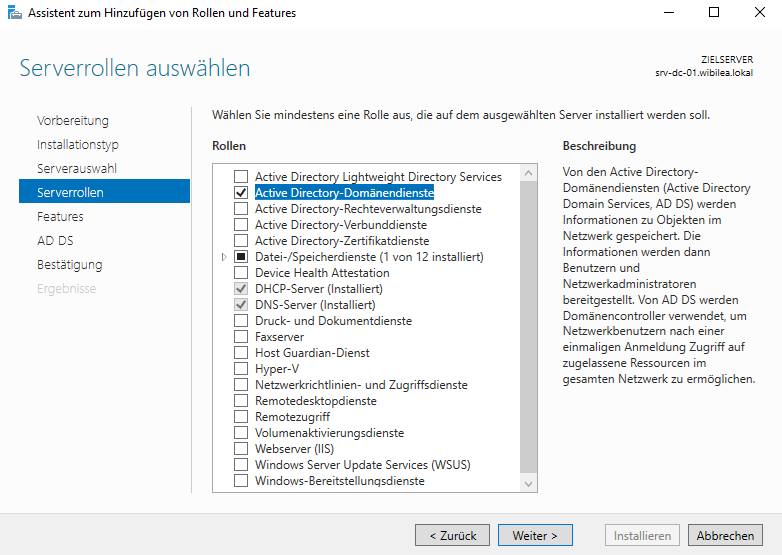 Assistent zum Hinzufügen von Rollen und Features
Serverrollen auswählen
ZIELSERVER
srv-dc-01.wibilea.lokal
Vorbereitung
Installationstyp
Serverauswahl
Serverrollen
Features
AD DS
Bestätigung
Ergebnisse
Wählen Sie mindestens eine Rolle aus, die auf dem ausgewählten Server installiert werden soll.
Rollen
Active Directory Lightweight Directory Services
Active Directory-Domänendienste
Active Directory-Rechteverwaltungsdienste
Active Directory-Verbunddienste
Active Directory-Zertifikatdienste
Datei-/Speicherdienste (1 von 12 installiert)
Device Health Attestation
DHCP-Server (Installiert)
DNS-Server (Installiert)
Druck- und Dokumentdienste
Faxserver
Host Guardian-Dienst
Hyper-V
Netzwerkrichtlinien- und Zugriffsdienste
Remotedesktopdienste
Remotezugriff
Volumenaktivierungsdienste
Webserver (IIS)
Windows Server Update Services (WSUS)
Windows-Bereitstellungsdienste
Beschreibung
Von den Active Directory-
Domänendiensten (Active Directory
Domain Services, AD DS) werden
Informationen zu Objekten im
Netzwerk gespeichert. Die
Informationen werden dann
Benutzern und
Netzwerkadministratoren
bereitgestellt. Von AD DS werden
Domänencontroller verwendet, um
Netzwerkbenutzern nach einer
einmaligen Anmeldung Zugriff auf
zugelassene Ressourcen im
gesamten Netzwerk zu ermöglichen.
< Zurück
Weiter >
Installieren
Abbrechen